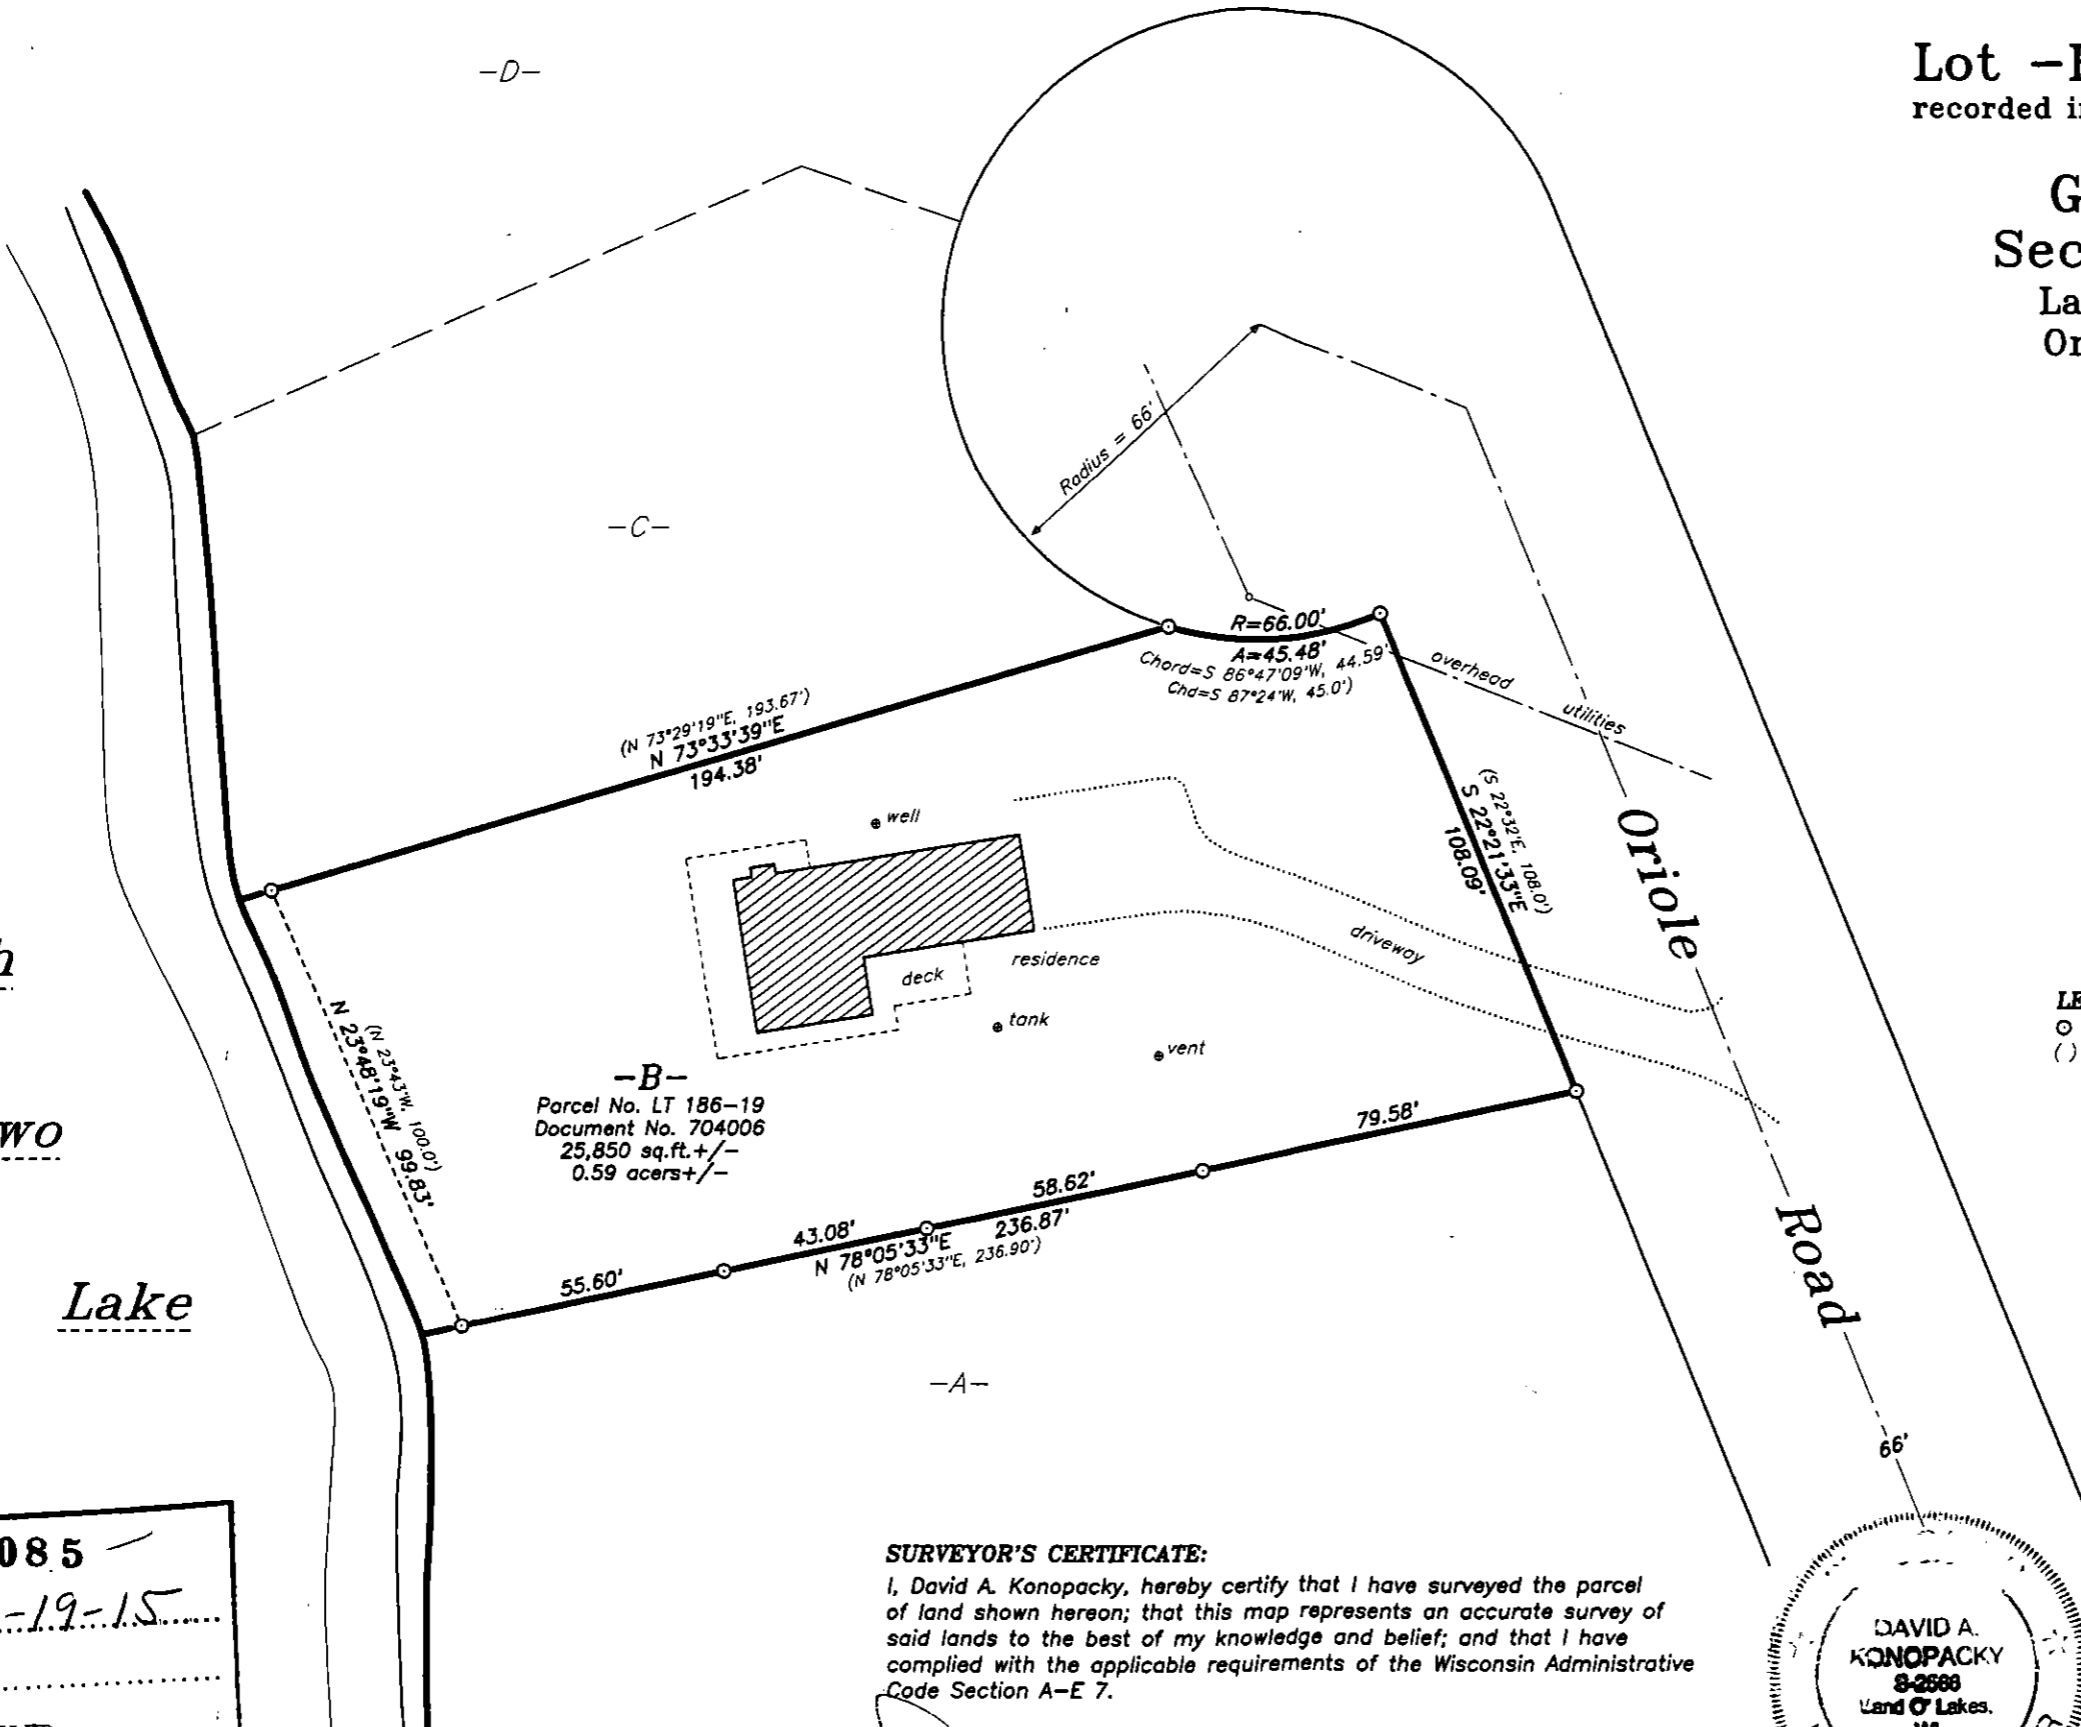 -D-
Lot
recorded
-C-
Radius = 66'
R=66.00'
A=45.48'
Chord=S 86°47'09"W, 44.59'
Chd=S 87°24'W, 45.0')
overhead
utilities
(N 73°29'19"E, 193.67')
N 73°33'39"E
194.38'
(S 22°32'E, 108.0')
S 22°21'33"E
108.09'
Oriole
Road
66'
well
residence
deck
tank
vent
driveway
(N 23°43'W, 100.0')
N 23°48'19"W 99.83'
-B-
Parcel No. LT 186-19
Document No. 704006
25,850 sq.ft.+/-
0.59 acers+/-
79.58'
58.62'
43.08'
55.60'
236.87'
N 78°05'33"E
(N 78°05'33"E, 236.90')
( )
Lake
-A-
085
-19-15
SURVEYOR'S CERTIFICATE:
I, David A. Konopacky, hereby certify that I have surveyed the parcel
of land shown hereon; that this map represents an accurate survey of
said lands to the best of my knowledge and belief; and that I have
complied with the applicable requirements of the Wisconsin Administrative
Code Section A-E 7.
DAVID A.
KONOPACKY
Land O' Lakes,